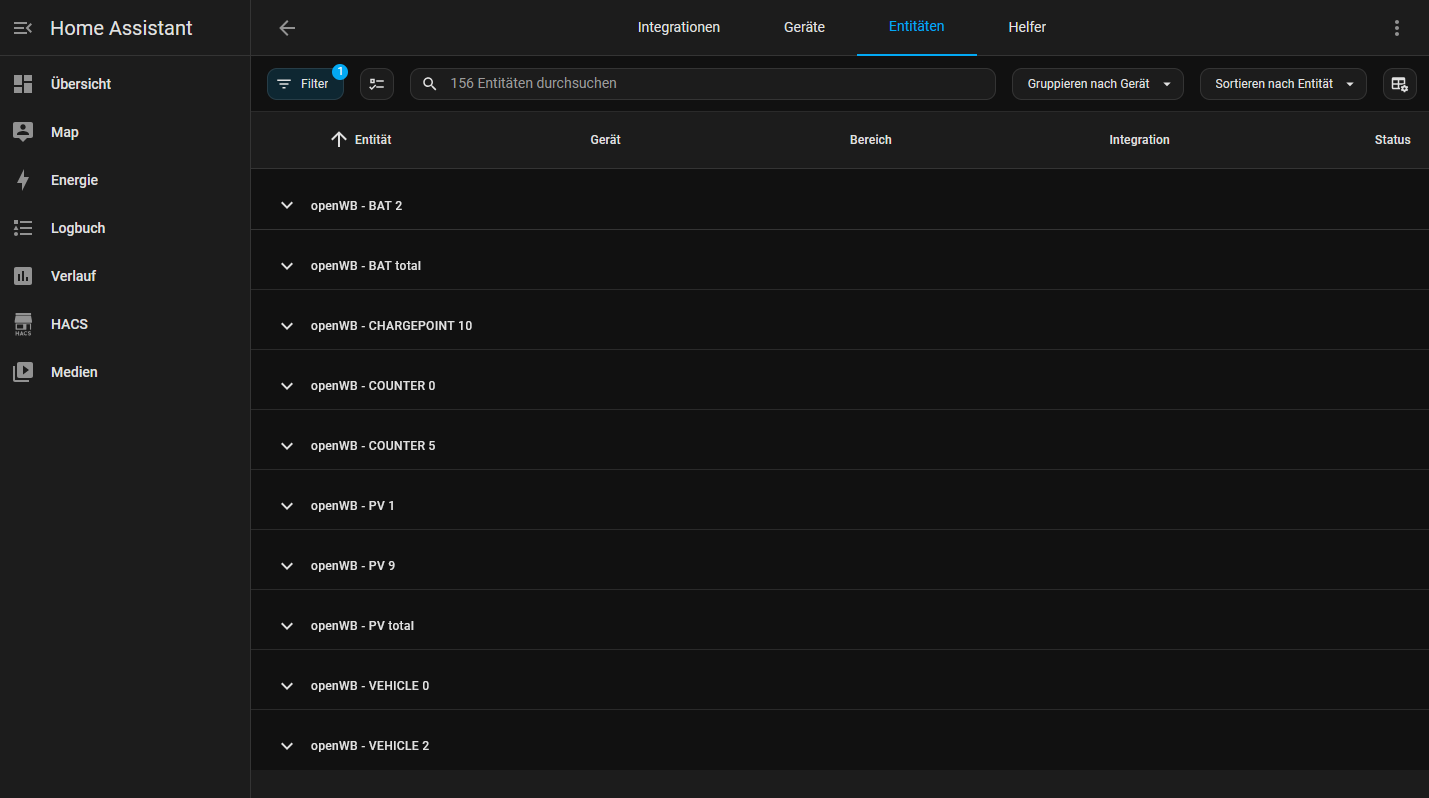 Home Assistant
Integrationen Geräte Entitäten Helfer
Filter 1 156 Entitäten durchsuchen Gruppieren nach Gerät Sortieren nach Entität
Übersicht
Map
Energie
Logbuch
Verlauf
HACS
HACS
Medien
Entität Gerät Bereich Integration Status
openWB - BAT 2
openWB - BAT total
openWB - CHARGEPOINT 10
openWB - COUNTER 0
openWB - COUNTER 5
openWB - PV 1
openWB - PV 9
openWB - PV total
openWB - VEHICLE 0
openWB - VEHICLE 2